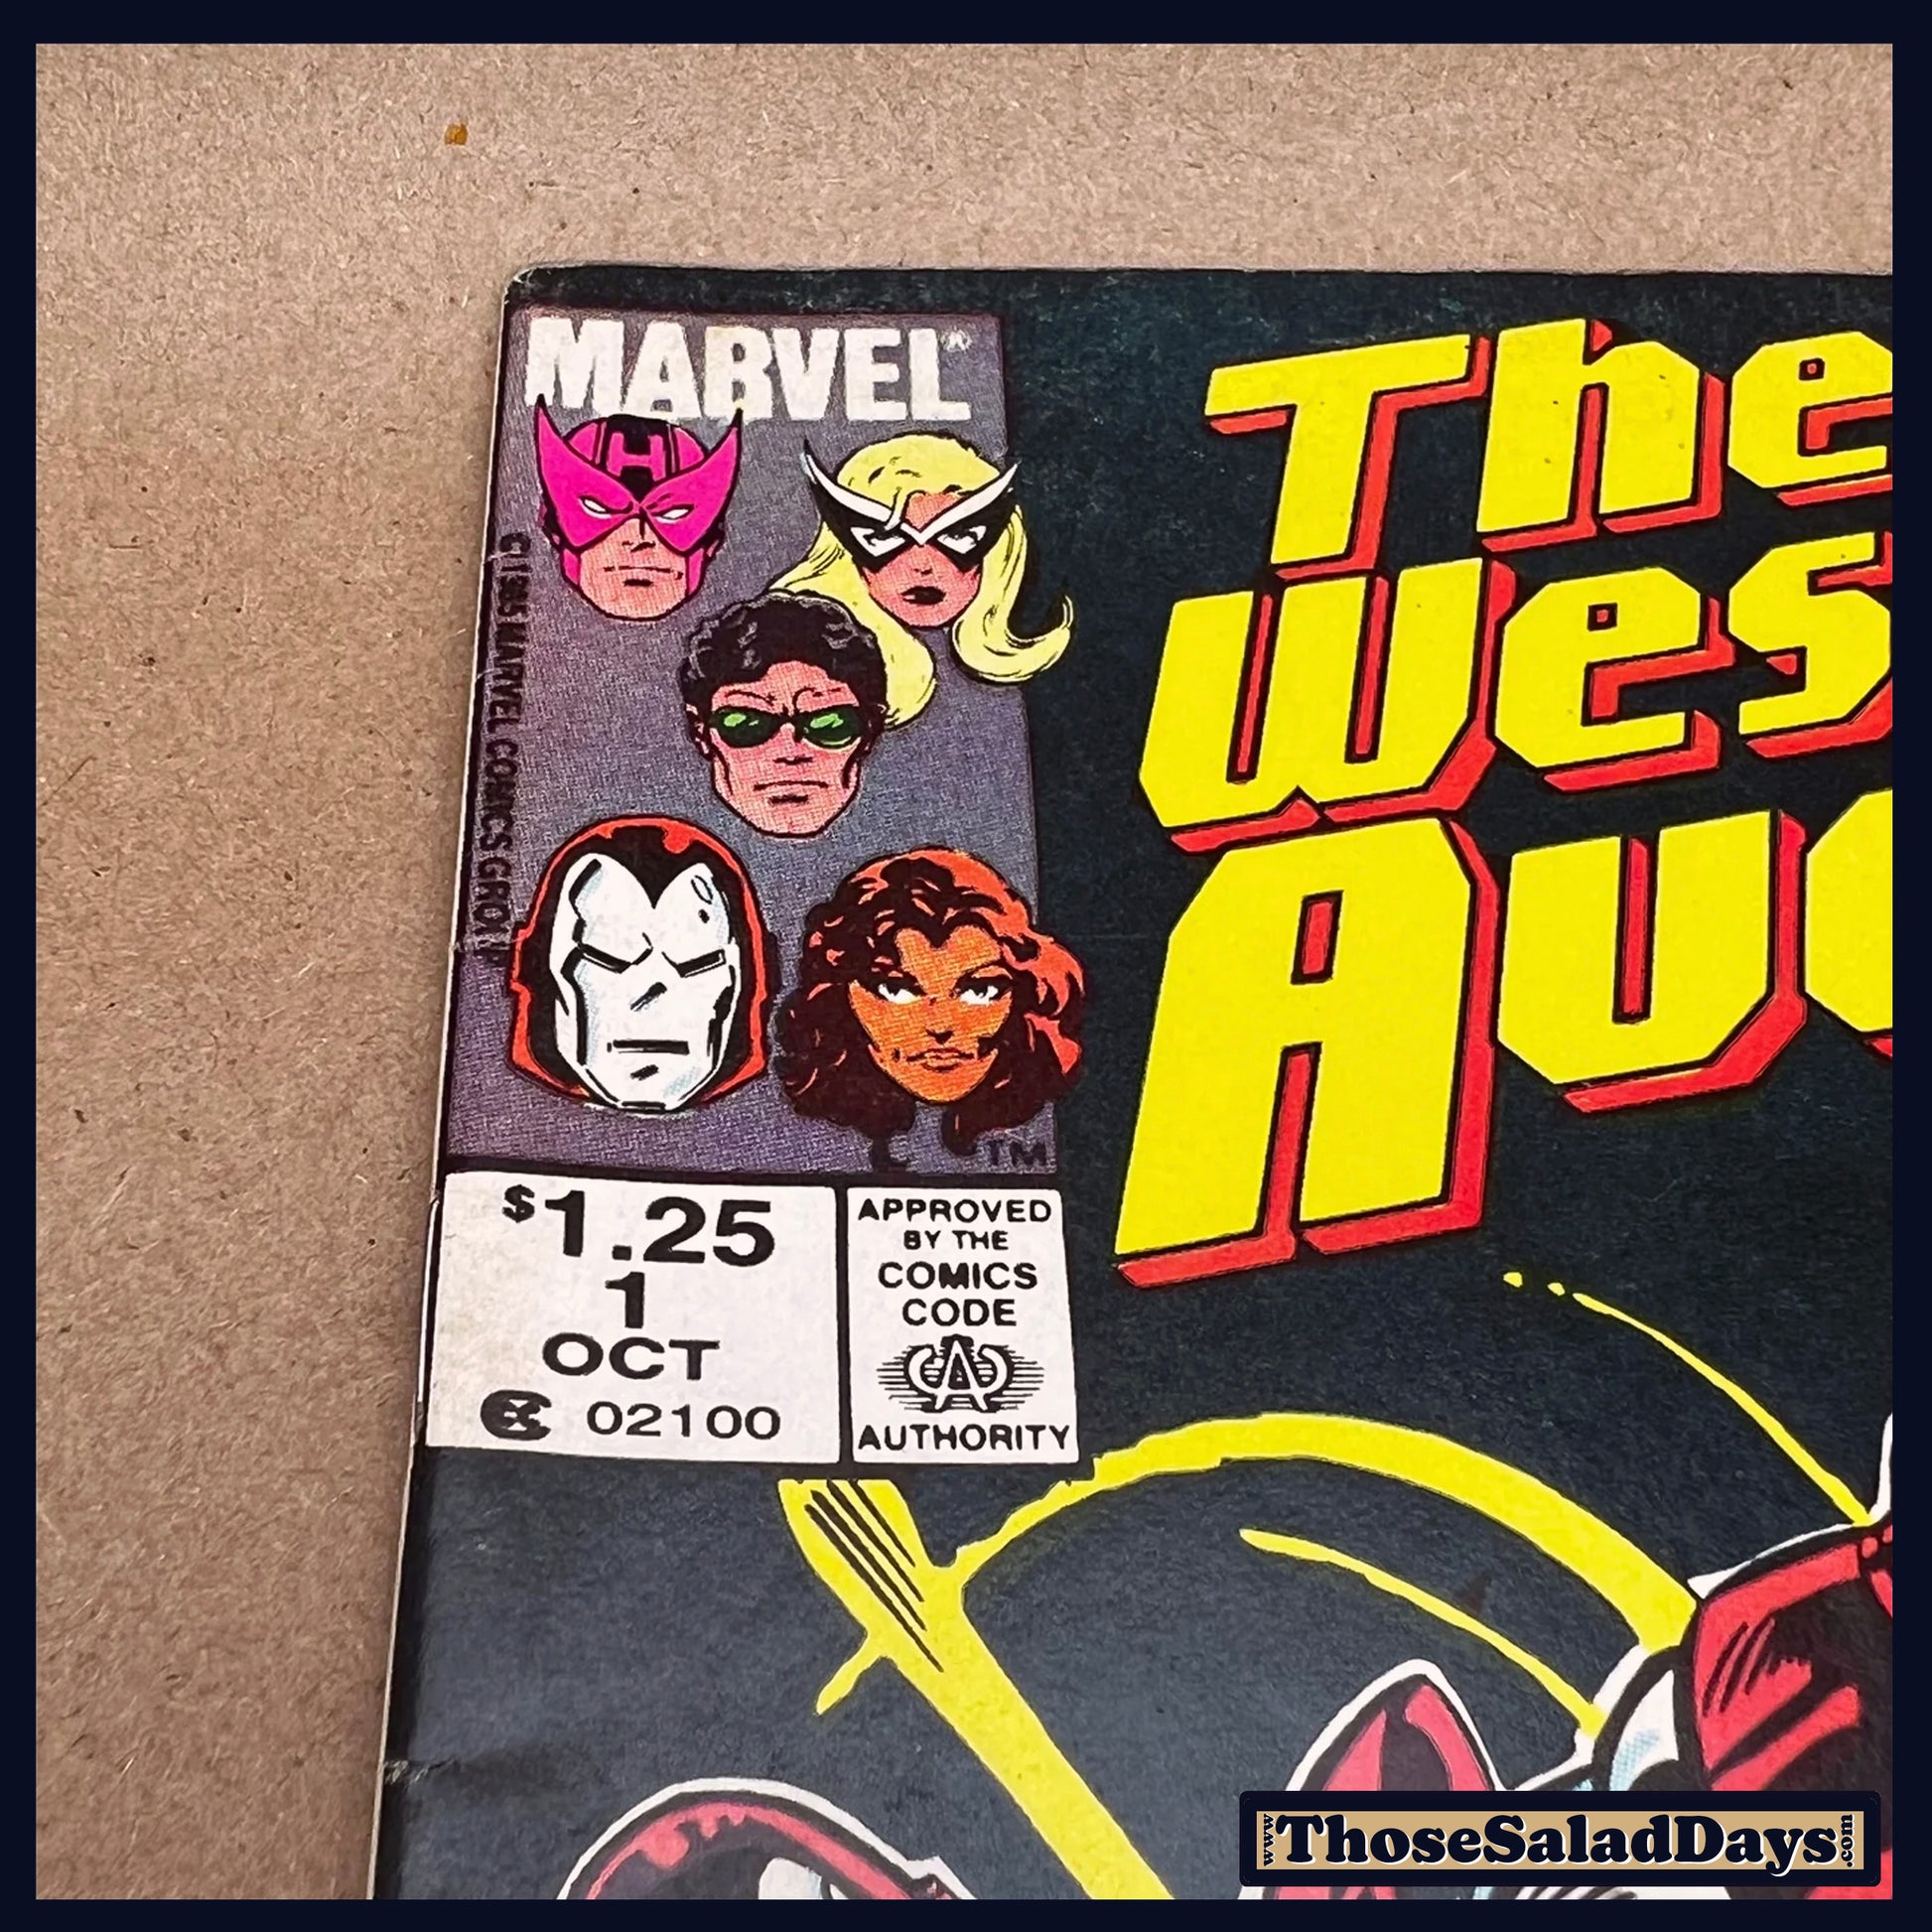 MARVEL®
H
© 1985 MARVEL COMICS GROUP
TM
$1.25
1
OCT
02100
APPROVED
BY THE
COMICS
CODE
CA
AUTHORITY
The
Wes
Av
www.ThoseSaladDays.com